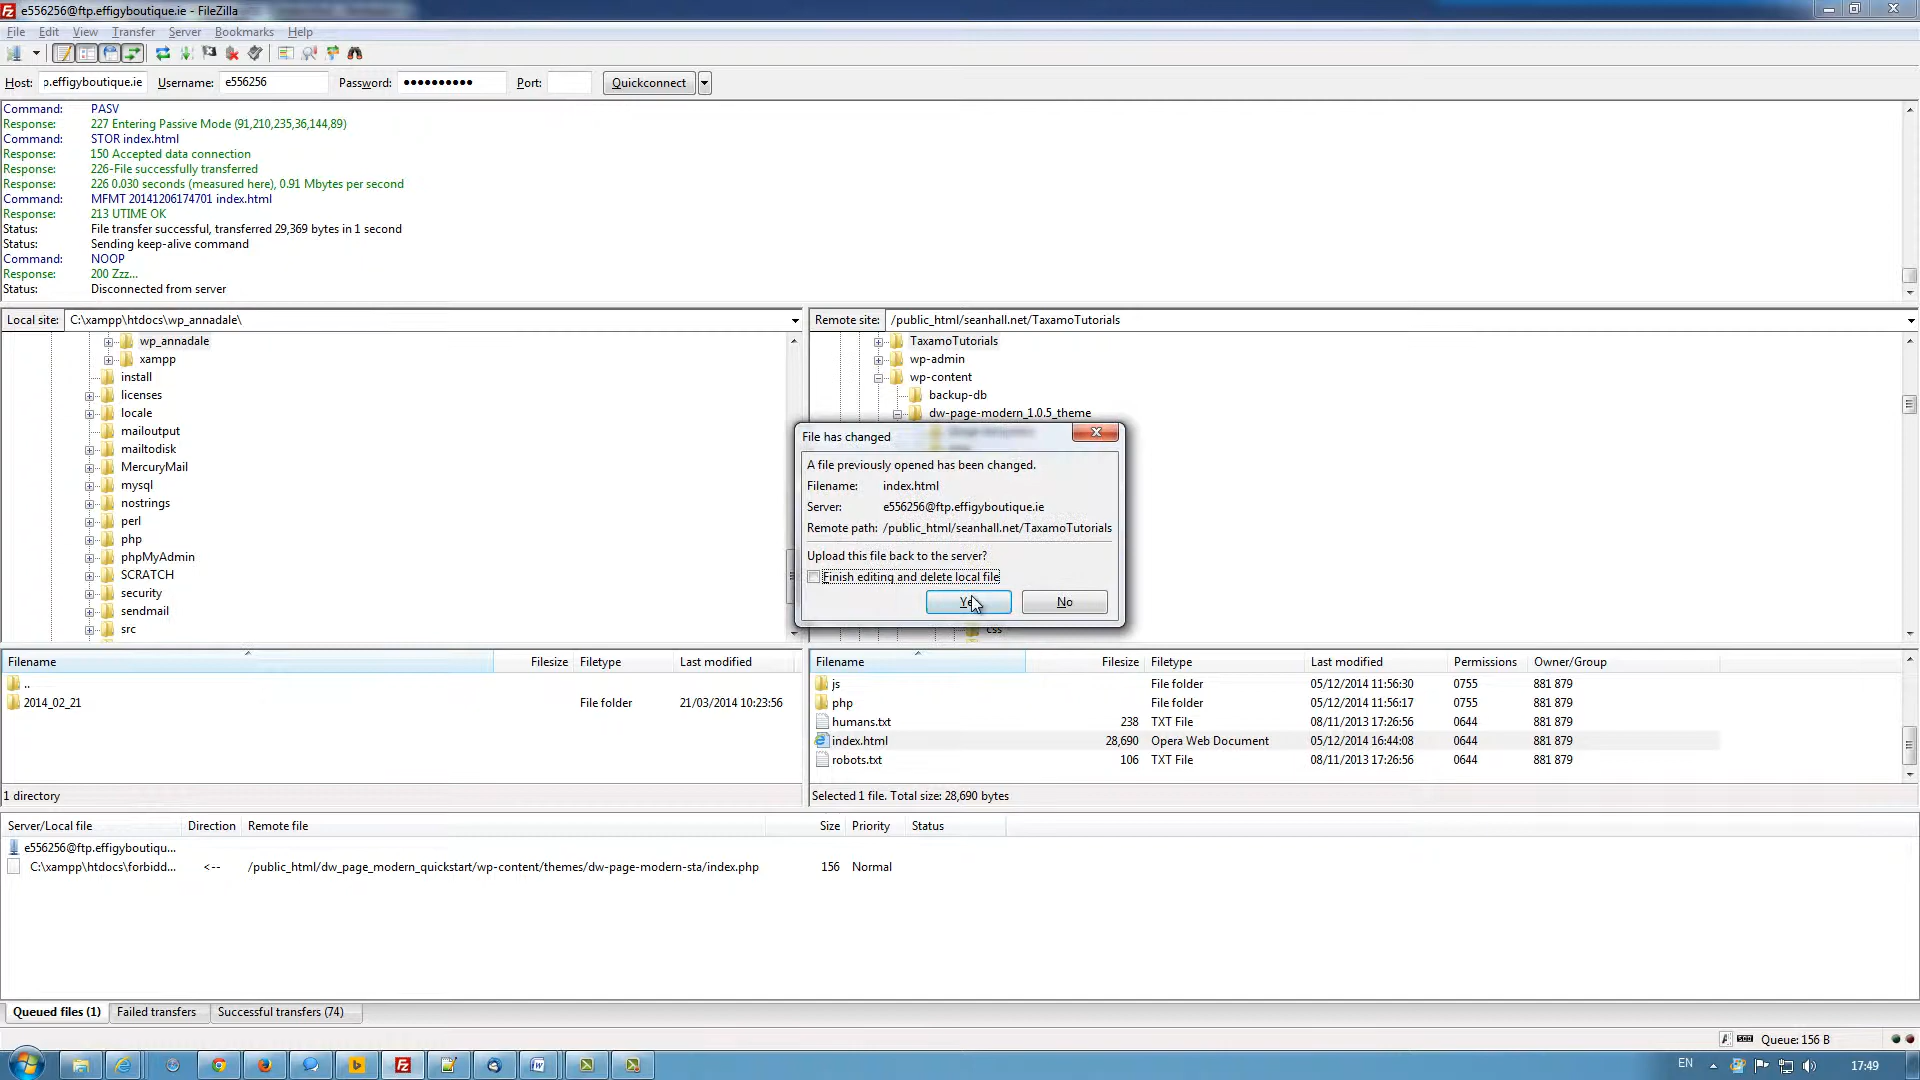 e556256@ftp.effigyboutique.ie - FileZilla
File Edit View Transfer Server Bookmarks Help
Host: p.effigyboutique.ie Username: e556256 Password: ●●●●●●●●●● Port: Quickconnect
Command: PASV
Response: 227 Entering Passive Mode (91,210,235,36,144,89)
Command: STOR index.html
Response: 150 Accepted data connection
Response: 226-File successfully transferred
Response: 226 0.030 seconds (measured here), 0.91 Mbytes per second
Command: MFMT 20141206174701 index.html
Response: 213 UTIME OK
Status: File transfer successful, transferred 29,369 bytes in 1 second
Status: Sending keep-alive command
Command: NOOP
Response: 200 Zzz...
Status: Disconnected from server
Local site: C:\xampp\htdocs\wp_annadale\
wp_annadale
xampp
install
licenses
locale
mailoutput
mailtodisk
MercuryMail
mysql
nostrings
perl
php
phpMyAdmin
SCRATCH
security
sendmail
src
Remote site: /public_html/seanhall.net/TaxamoTutorials
TaxamoTutorials
wp-admin
wp-content
backup-db
dw-page-modern_1.0.5_theme
css
File has changed
A file previously opened has been changed.
Filename: index.html
Server: e556256@ftp.effigyboutique.ie
Remote path: /public_html/seanhall.net/TaxamoTutorials
Upload this file back to the server?
Finish editing and delete local file
No
Filename Filesize Filetype Last modified
..
2014_02_21 File folder 21/03/2014 10:23:56
1 directory
Filename Filesize Filetype Last modified Permissions Owner/Group
js File folder 05/12/2014 11:56:30 0755 881 879
php File folder 05/12/2014 11:56:17 0755 881 879
humans.txt 238 TXT File 08/11/2013 17:26:56 0644 881 879
index.html 28,690 Opera Web Document 05/12/2014 16:44:08 0644 881 879
robots.txt 106 TXT File 08/11/2013 17:26:56 0644 881 879
Selected 1 file. Total size: 28,690 bytes
Server/Local file Direction Remote file Size Priority Status
e556256@ftp.effigyboutiqu...
C:\xampp\htdocs\forbidd... <-- /public_html/dw_page_modern_quickstart/wp-content/themes/dw-page-modern-sta/index.php 156 Normal
Queued files (1) Failed transfers Successful transfers (74)
Queue: 156 B
EN 17:49